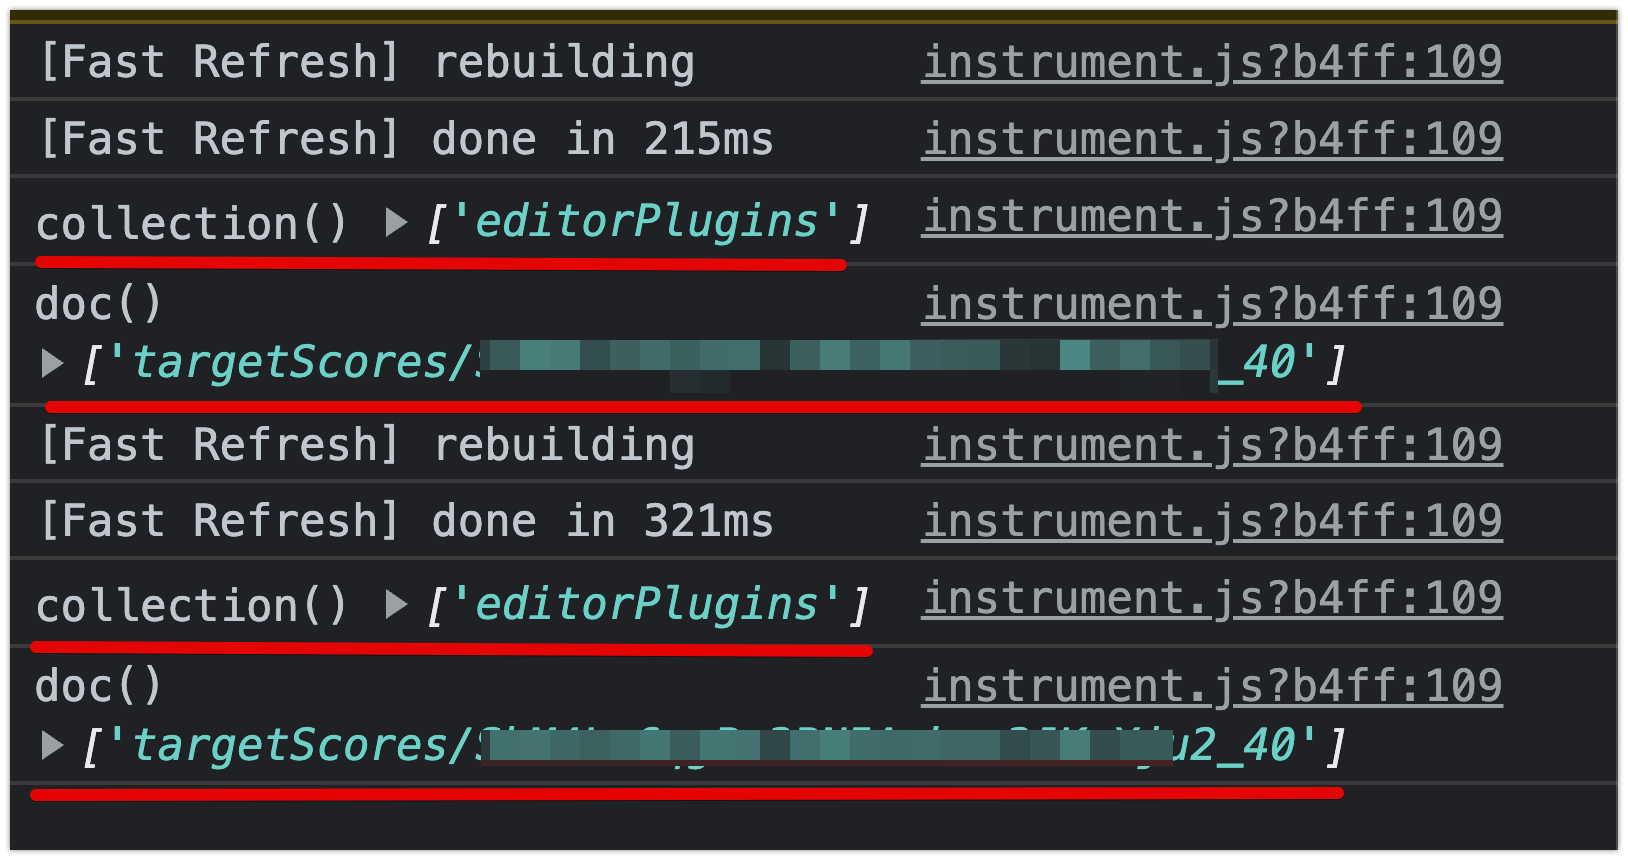 [Fast Refresh] rebuilding instrument.js?b4ff:109
[Fast Refresh] done in 215ms instrument.js?b4ff:109
collection() ▶ ['editorPlugins'] instrument.js?b4ff:109
doc() instrument.js?b4ff:109
▶ ['targetScores/ _40']
[Fast Refresh] rebuilding instrument.js?b4ff:109
[Fast Refresh] done in 321ms instrument.js?b4ff:109
collection() ▶ ['editorPlugins'] instrument.js?b4ff:109
doc() instrument.js?b4ff:109
▶ ['targetScores/ u2_40']